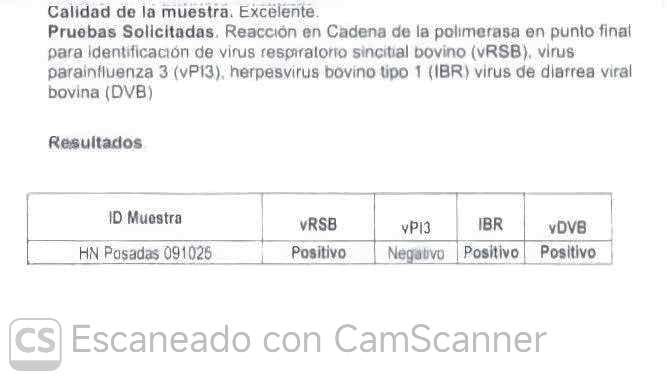 Calidad de la muestra. Excelente.
Pruebas Solicitadas. Reacción en Cadena de la polimerasa en punto final
para identificación de virus respiratorio sincitial bovino (vRSB), virus
parainfluenza 3 (vPI3), herpesvirus bovino tipo 1 (IBR) virus de diarrea viral
bovina (DVB)
Resultados.
ID Muestra vRSB vPI3 IBR vDVB
HN Posadas 091025 Positivo Negativo Positivo Positivo
CS Escaneado con CamScanner